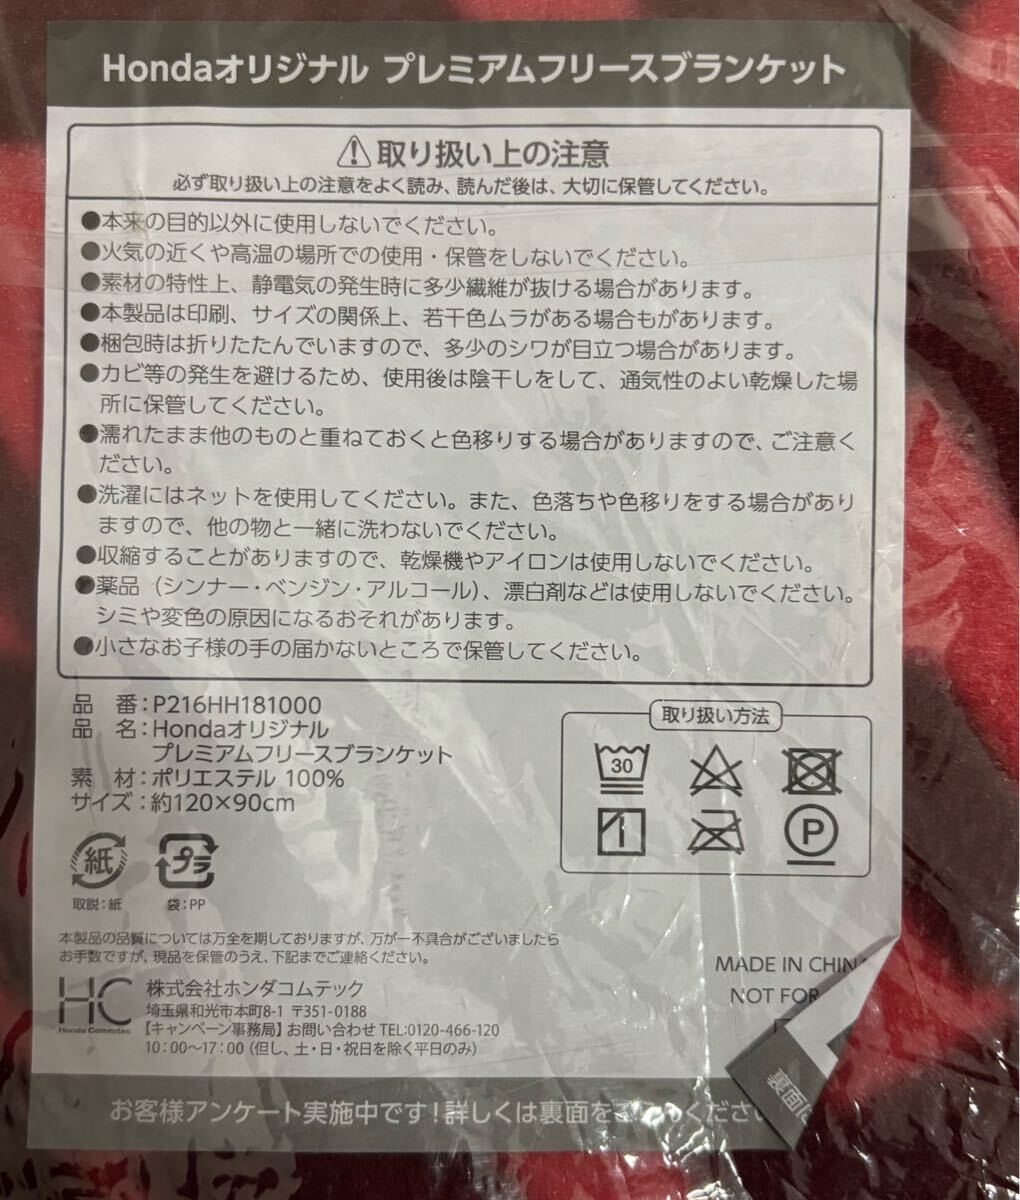 Hondaオリジナル プレミアムフリースブランケット
取り扱い上の注意
必ず取り扱い上の注意をよく読み、読んだ後は、大切に保管してください。
●本来の目的以外に使用しないでください。
●火気の近くや高温の場所での使用・保管をしないでください。
●素材の特性上、静電気の発生時に多少繊維が抜ける場合があります。
●本製品は印刷、サイズの関係上、若干色ムラがある場合もがあります。
●梱包時は折りたたんでいますので、多少のシワが目立つ場合があります。
●カビ等の発生を避けるため、使用後は陰干しをして、通気性のよい乾燥した場
所に保管してください。
●濡れたまま他のものと重ねておくと色移りする場合がありますので、ご注意く
ださい。
●洗濯にはネットを使用してください。また、色落ちや色移りをする場合があり
ますので、他の物と一緒に洗わないでください。
●収縮することがありますので、乾燥機やアイロンは使用しないでください。
●薬品（シンナー・ベンジン・アルコール）、漂白剤などは使用しないでください。
シミや変色の原因になるおそれがあります。
●小さなお子様の手の届かないところで保管してください。
品 番：P216HH181000
品 名：Hondaオリジナル
プレミアムフリースブランケット
素 材：ポリエステル 100%
サイズ：約120×90cm
取り扱い方法
30
P
紙
プラ
取説：紙
袋：PP
本製品の品質については万全を期しておりますが、万が一不具合がございましたら
お手数ですが、現品を保管のうえ、下記までご連絡ください。
HC
Honda Commtec
株式会社ホンダコムテック
埼玉県和光市本町8-1 〒351-0188
【キャンペーン事務局】お問い合わせ TEL:0120-466-120
10：00〜17：00（但し、土・日・祝日を除く平日のみ）
MADE IN CHIN
NOT FOR
お客様アンケート実施中です！詳しくは裏面をご
ください
裏面